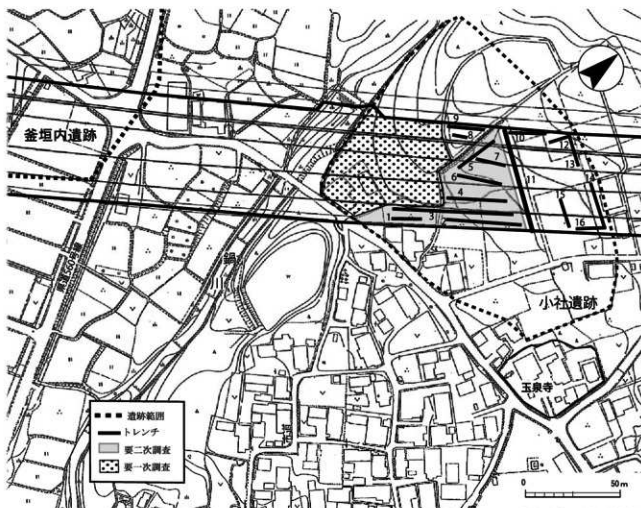 釜垣内遺跡
小社遺跡
玉泉寺
鍋
川
9
8
10
7
5
6
4
3
1
11
12
13
16
遺跡範囲
トレンチ
要二次調査
要一次調査
0 50m